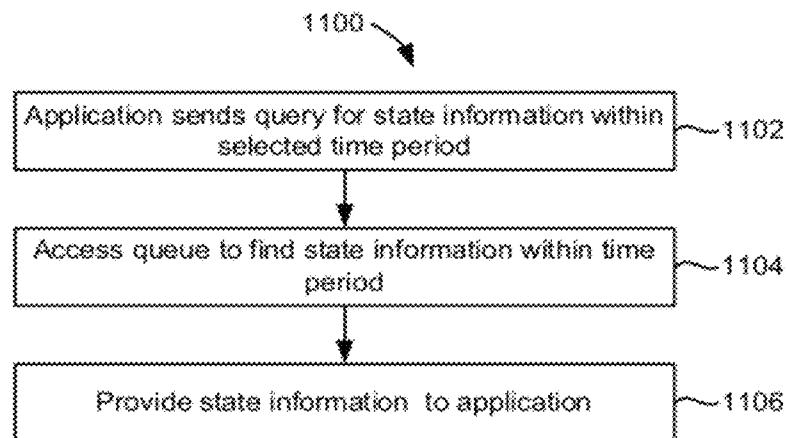 1100
Application sends query for state information within
selected time period
1102
Access queue to find state information within time
period
1104
Provide state information to application
1106